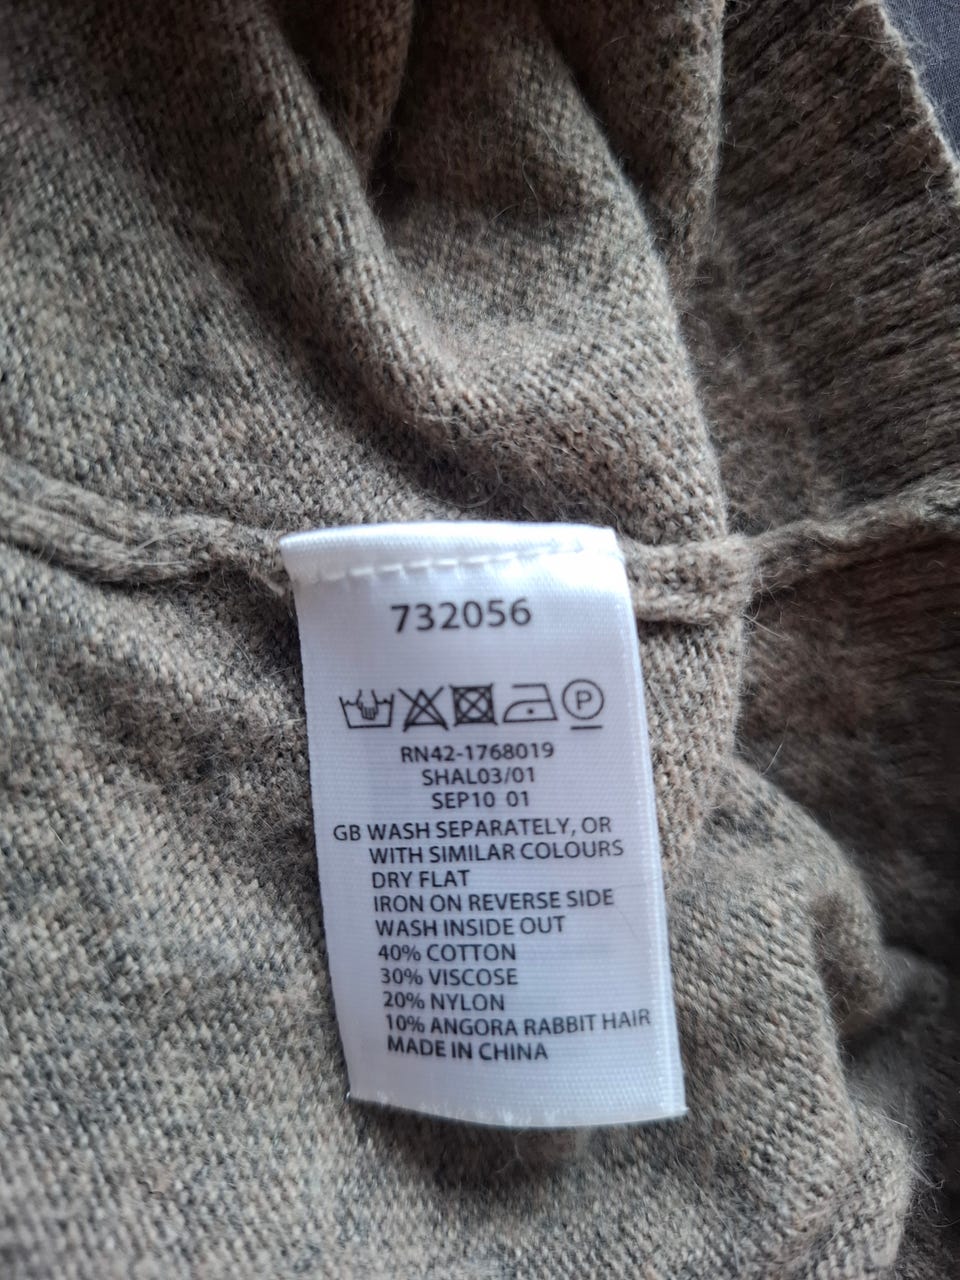 732056
P
RN42-1768019
SHAL03/01
SEP10 01
GB WASH SEPARATELY, OR
WITH SIMILAR COLOURS
DRY FLAT
IRON ON REVERSE SIDE
WASH INSIDE OUT
40% COTTON
30% VISCOSE
20% NYLON
10% ANGORA RABBIT HAIR
MADE IN CHINA